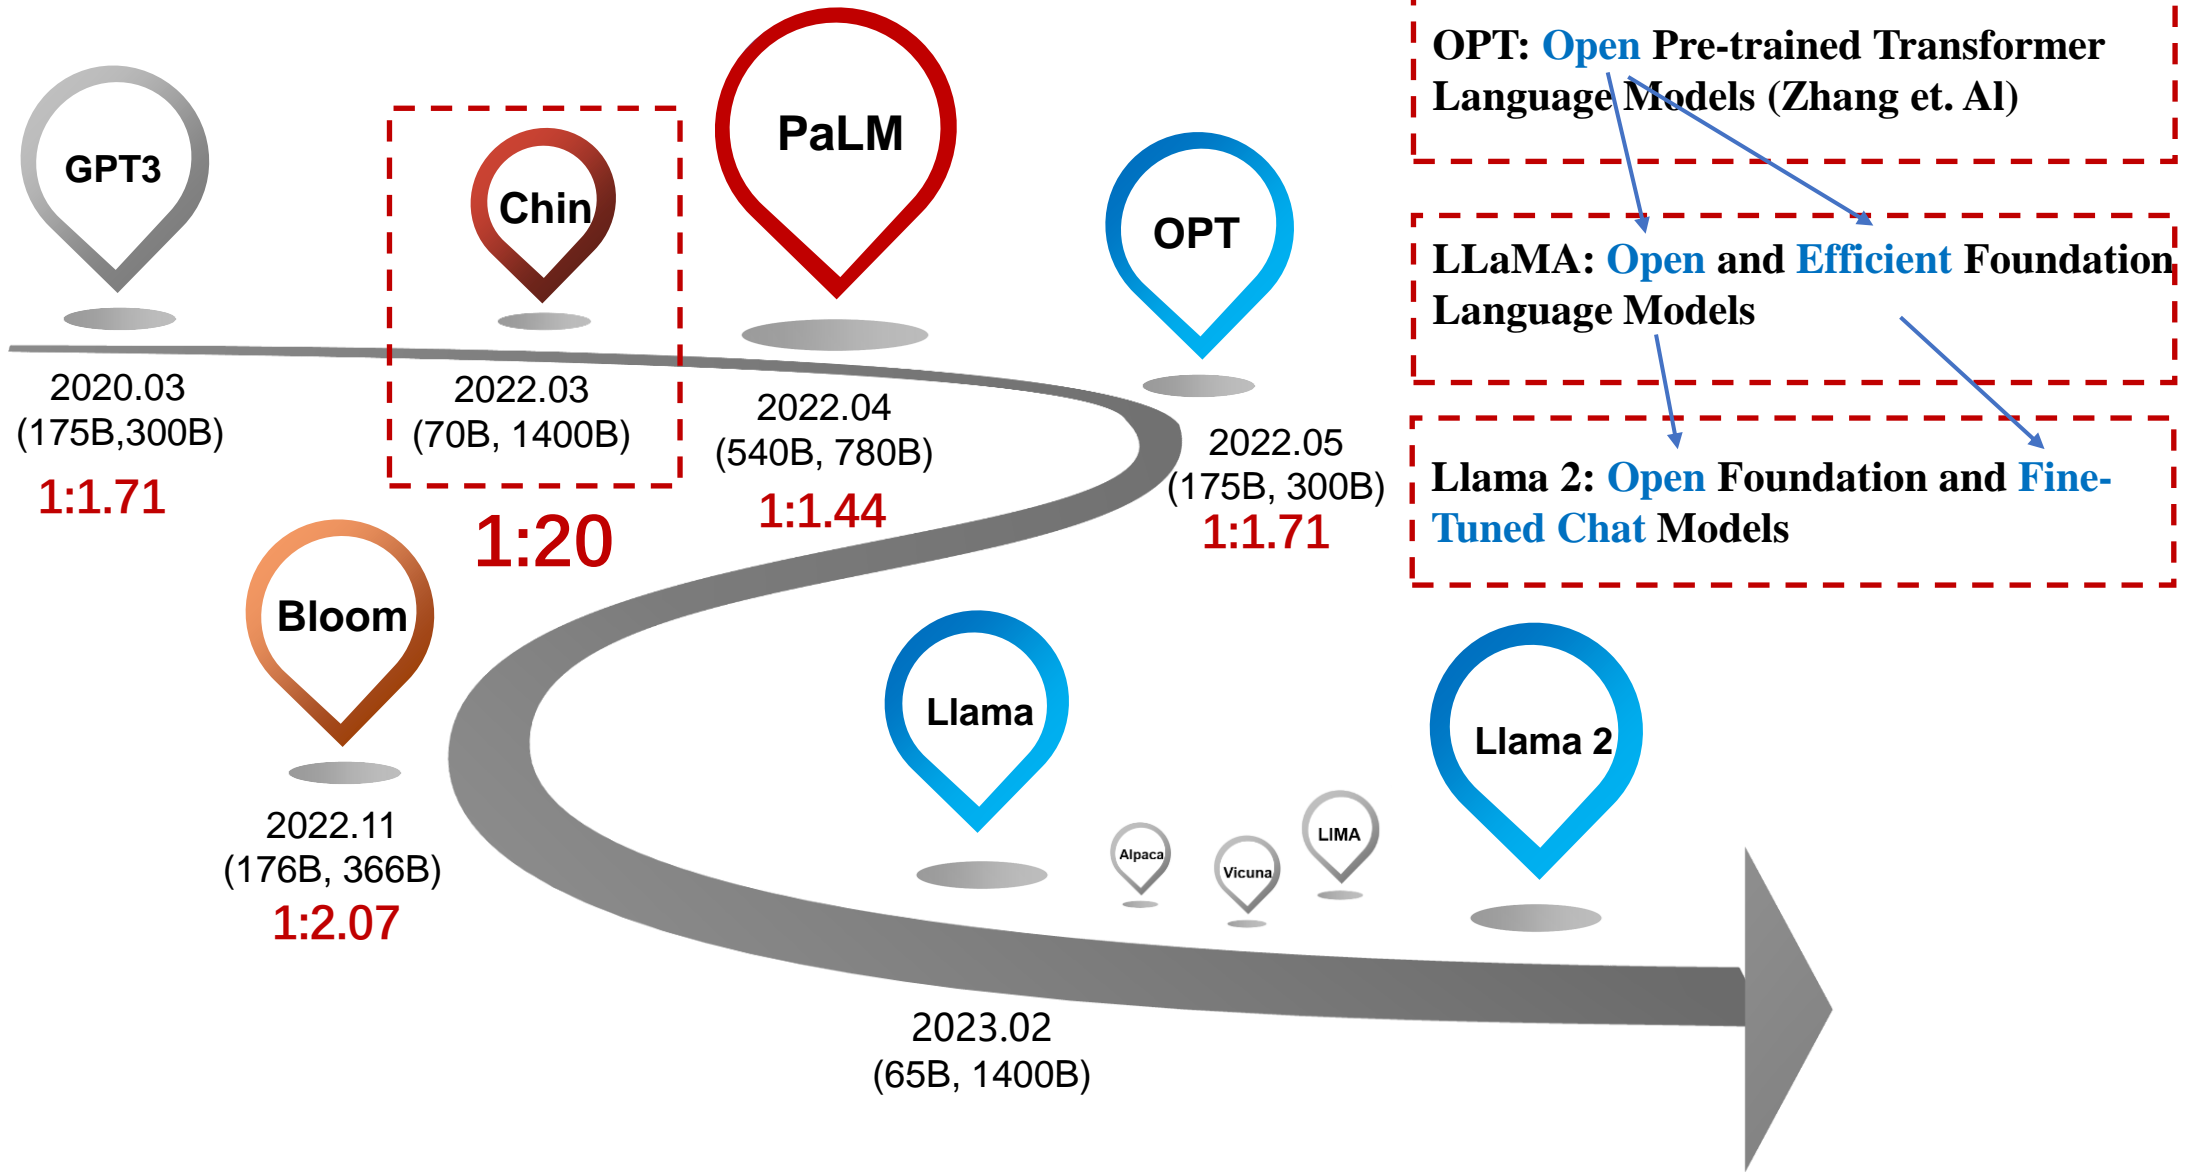 GPT3
2020.03
(175B,300B)
1:1.71
Chin
2022.03
(70B, 1400B)
1:20
PaLM
2022.04
(540B, 780B)
1:1.44
OPT
2022.05
(175B, 300B)
1:1.71
OPT: Open Pre-trained Transformer
Language Models (Zhang et. Al)
LLaMA: Open and Efficient Foundation
Language Models
Llama 2: Open Foundation and Fine-
Tuned Chat Models
Bloom
2022.11
(176B, 366B)
1:2.07
Llama
2023.02
(65B, 1400B)
Alpaca
Vicuna
LIMA
Llama 2